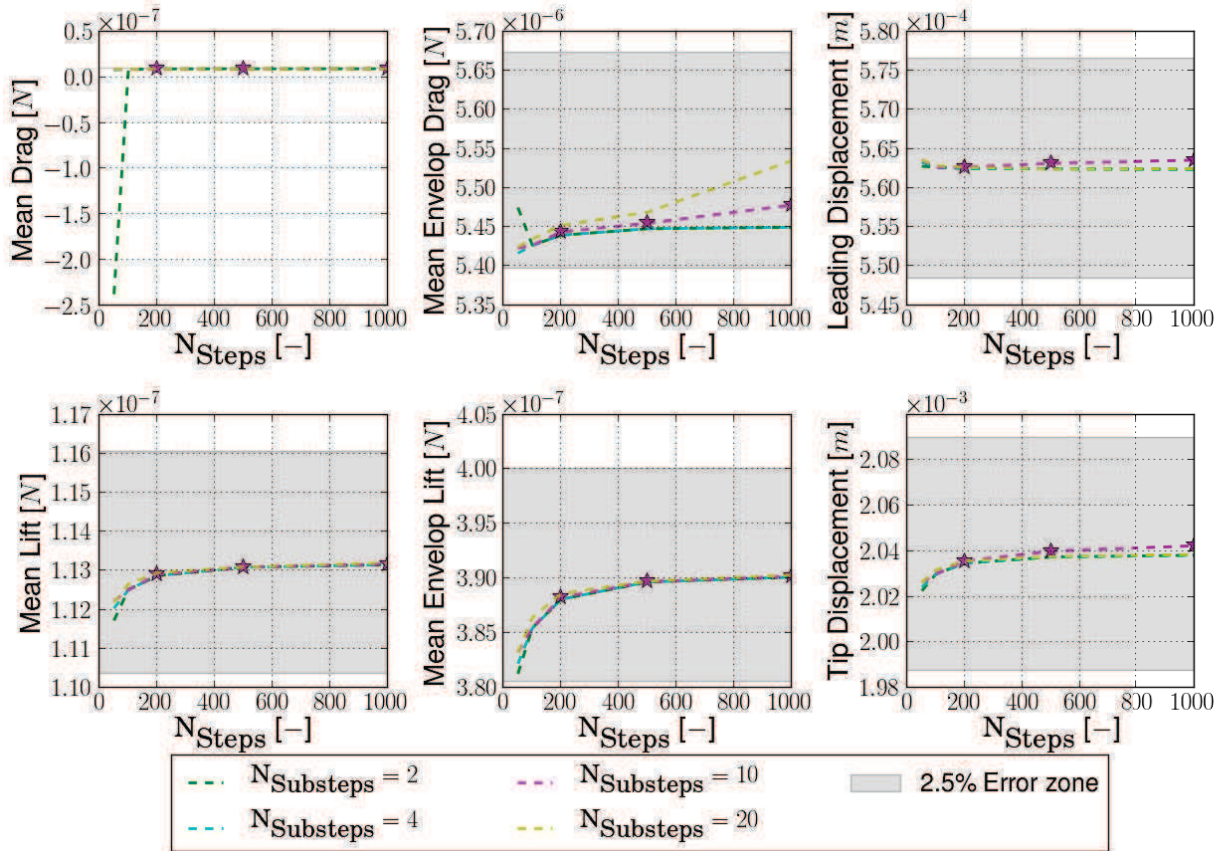 ×10⁻⁷
0.5
0.0
−0.5
−1.0
−1.5
−2.0
−2.5
Mean Drag [N]
0 200 400 600 800 1000
N_Steps [−]
×10⁻⁶
5.70
5.65
5.60
5.55
5.50
5.45
5.40
5.35
Mean Envelop Drag [N]
0 200 400 600 800 1000
N_Steps [−]
×10⁻⁴
5.80
5.75
5.70
5.65
5.60
5.55
5.50
5.45
Leading Displacement [m]
0 200 400 600 800 1000
N_Steps [−]
×10⁻⁷
1.17
1.16
1.15
1.14
1.13
1.12
1.11
1.10
Mean Lift [N]
0 200 400 600 800 1000
N_Steps [−]
×10⁻⁷
4.05
4.00
3.95
3.90
3.85
3.80
Mean Envelop Lift [N]
0 200 400 600 800 1000
N_Steps [−]
×10⁻³
2.10
2.08
2.06
2.04
2.02
2.00
1.98
Tip Displacement [m]
0 200 400 600 800 1000
N_Steps [−]
N_Substeps = 2
N_Substeps = 4
N_Substeps = 10
N_Substeps = 20
2.5% Error zone